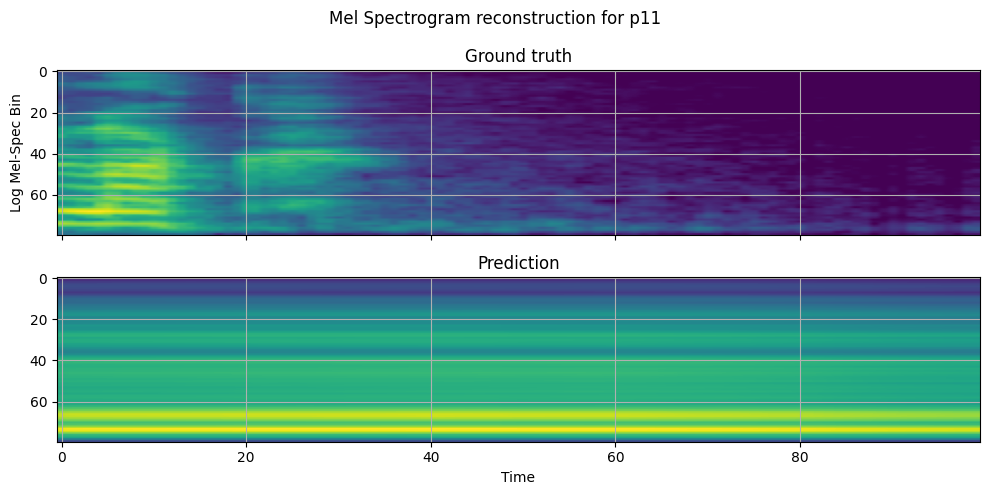 Mel Spectrogram reconstruction for p11
Ground truth
Log Mel-Spec Bin
0
20
40
60
Prediction
0
20
40
60
0 20 40 60 80
Time